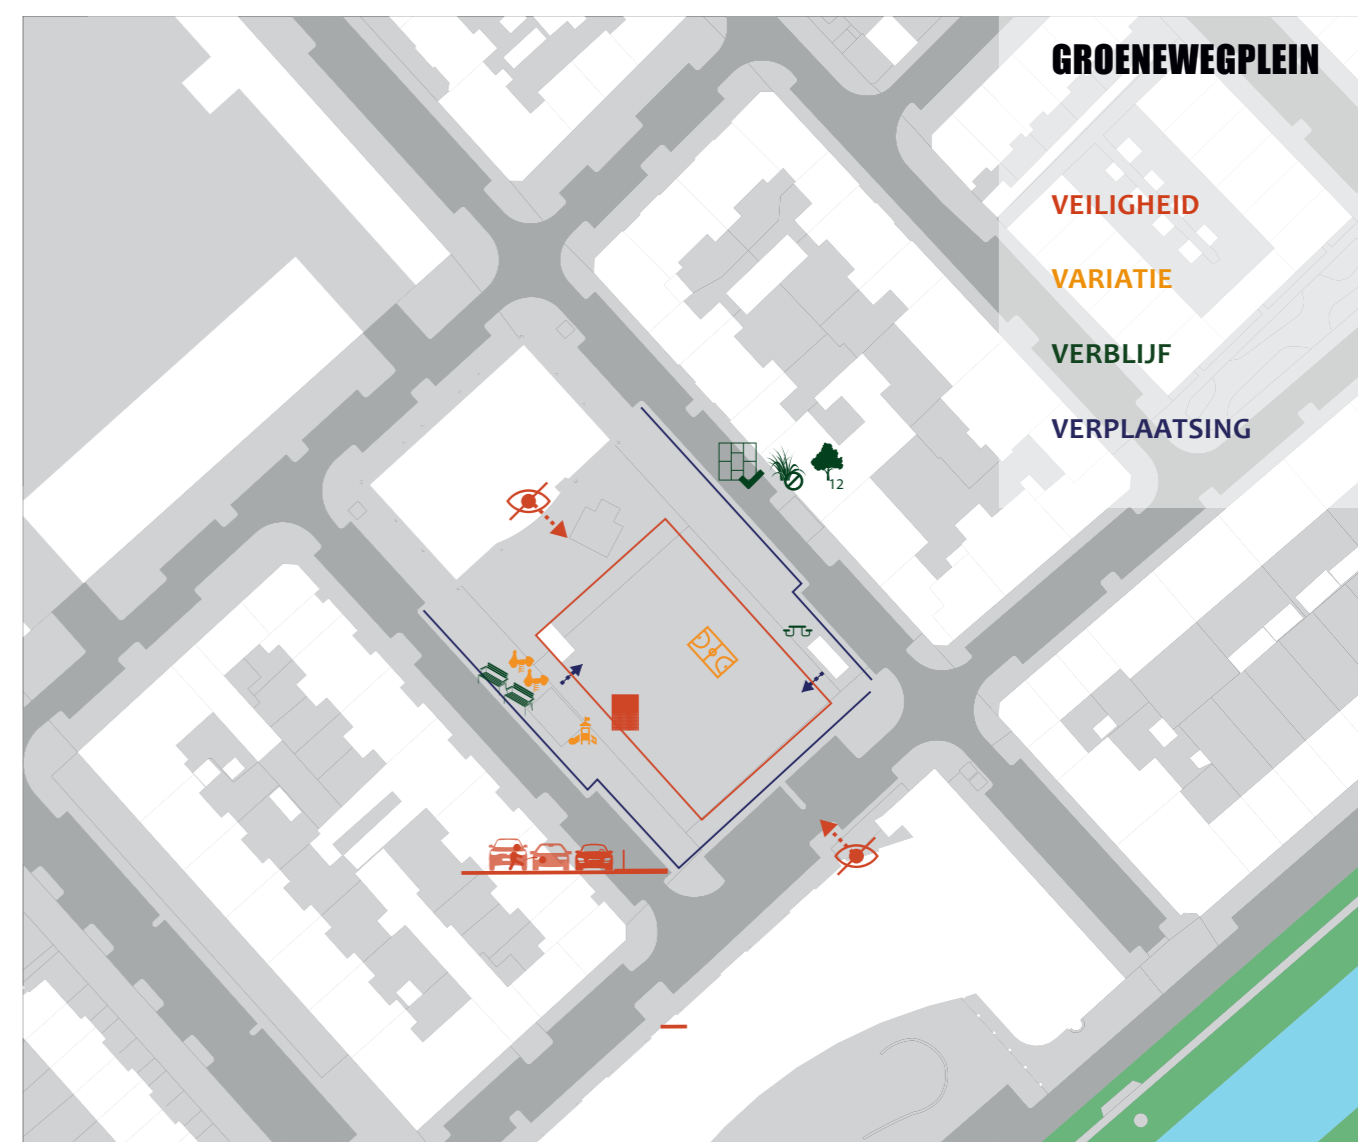 GROENEWEGPLEIN
VEILIGHEID
VARIATIE
VERBLIJF
VERPLAATSING
12